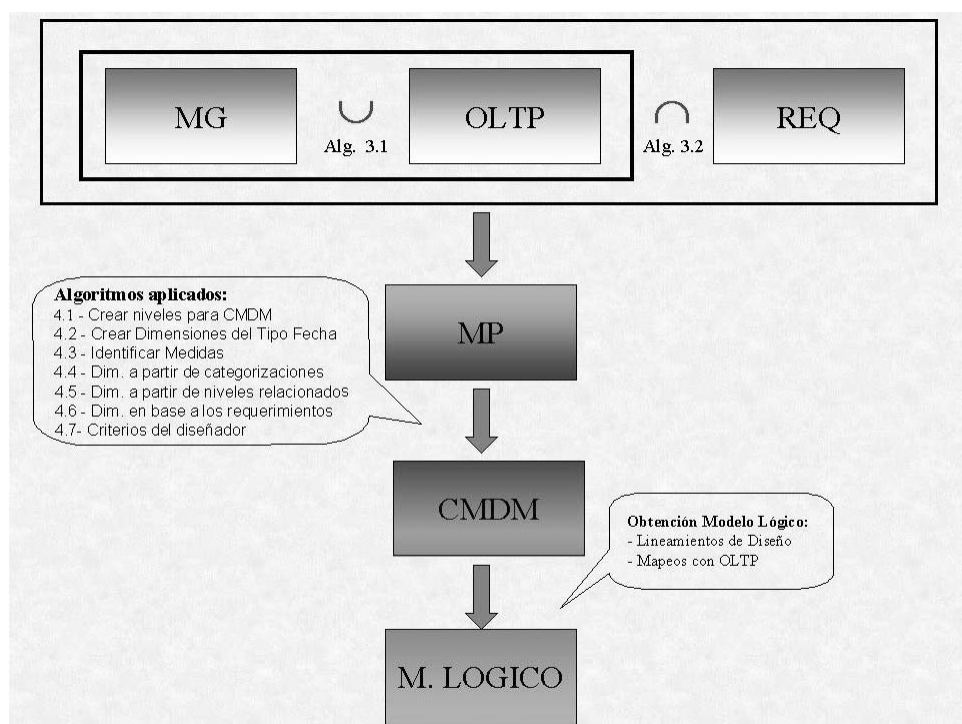 MG
∪
Alg. 3.1
OLTP
∩
Alg. 3.2
REQ
Algoritmos aplicados:
4.1 - Crear niveles para CMDM
4.2 - Crear Dimensiones del Tipo Fecha
4.3 - Identificar Medidas
4.4 - Dim. a partir de categorizaciones
4.5 - Dim. a partir de niveles relacionados
4.6 - Dim. en base a los requerimientos
4.7- Criterios del diseñador
MP
CMDM
Obtención Modelo Lógico:
- Lineamientos de Diseño
- Mapeos con OLTP
M. LOGICO